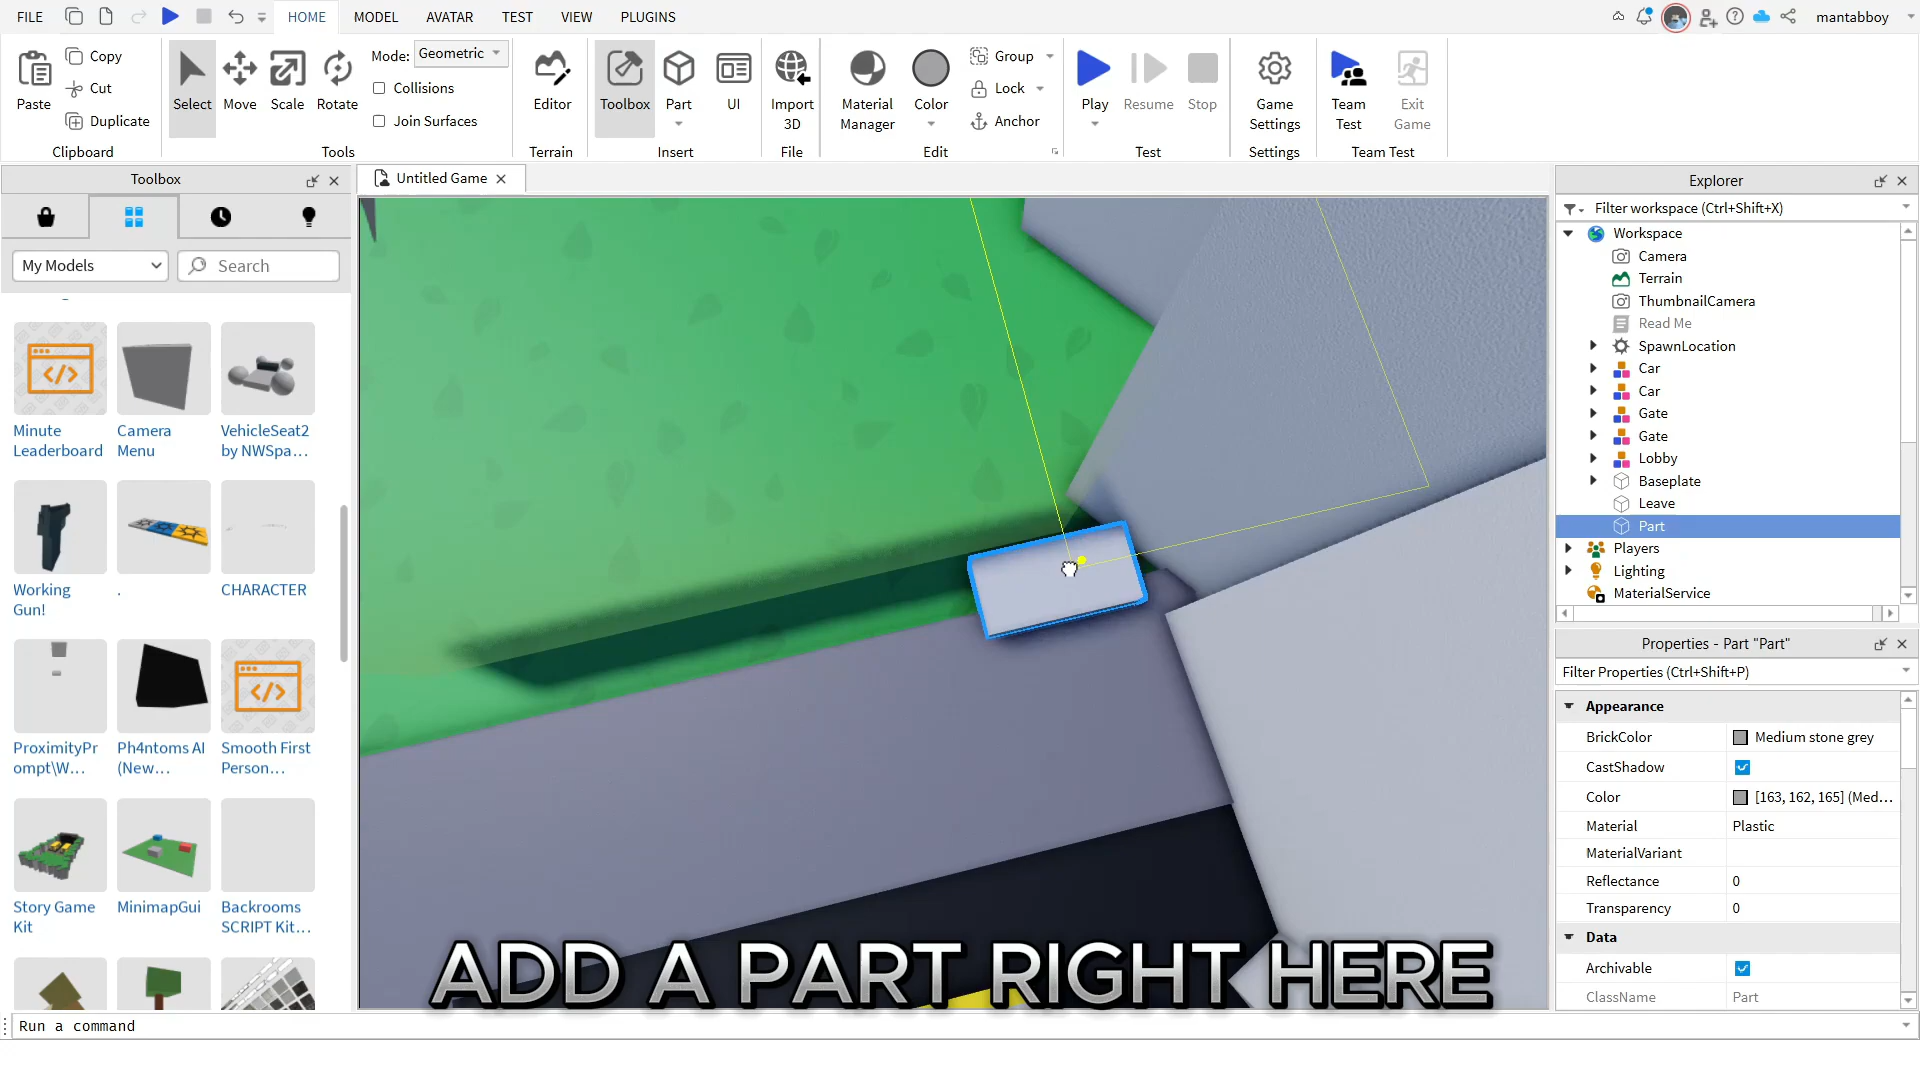 FILE
HOME
MODEL
AVATAR
TEST
VIEW
PLUGINS
mantabboy
Paste
Copy
Cut
Duplicate
Clipboard
Select
Move
Scale
Rotate
Mode:
Geometric
Collisions
Join Surfaces
Tools
Editor
Terrain
Toolbox
Part
UI
Insert
Import
3D
File
Material
Manager
Color
Group
Lock
Anchor
Edit
Play
Resume
Stop
Test
Game
Settings
Settings
Team
Test
Exit
Game
Team Test
Toolbox
My Models
Search
Minute
Leaderboard
Camera
Menu
VehicleSeat2
by NWSpa...
Working
Gun!
.
CHARACTER
ProximityPr
ompt\W...
Ph4ntoms AI
(New...
Smooth First
Person...
Story Game
Kit
MinimapGui
Backrooms
SCRIPT Kit...
Untitled Game
ADD A PART RIGHT HERE
Explorer
Filter workspace (Ctrl+Shift+X)
Workspace
Camera
Terrain
ThumbnailCamera
Read Me
SpawnLocation
Car
Car
Gate
Gate
Lobby
Baseplate
Leave
Part
Players
Lighting
MaterialService
Properties - Part "Part"
Filter Properties (Ctrl+Shift+P)
Appearance
BrickColor Medium stone grey
CastShadow
Color [163, 162, 165] (Med...
Material Plastic
MaterialVariant
Reflectance 0
Transparency 0
Data
Archivable
ClassName Part
Run a command